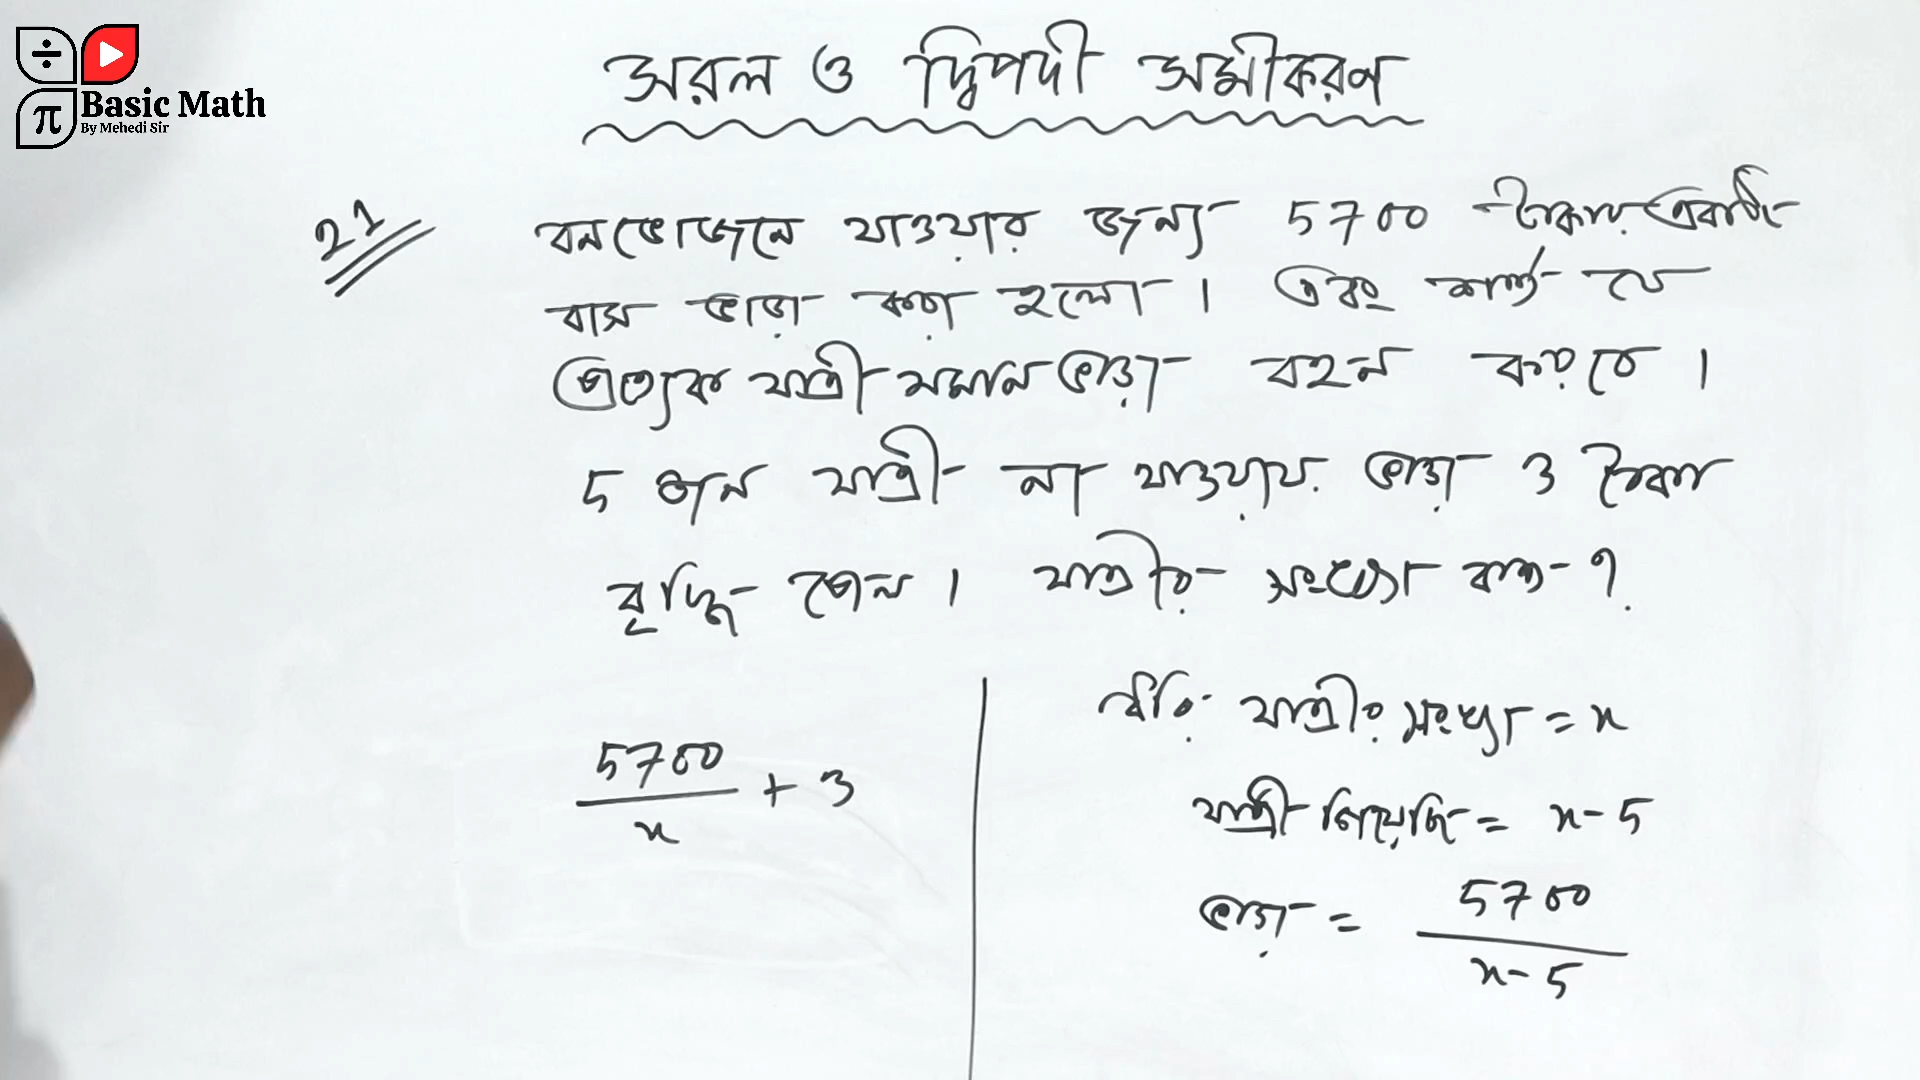 Basic Math
By Mehedi Sir
সরল ও দ্বিপদী সমীকরণ
21
বনভোজনে যাওয়ার জন্য 5700 টাকায় একটি
বাস ভাড়া করা হলো। এবং শর্ত যে
প্রত্যেক যাত্রী সমান ভাড়া বহন করবে।
5 জন যাত্রী না যাওয়ায় ভাড়া ও টাকা
বৃদ্ধি পেল। যাত্রীর সংখ্যা কত?
5700/x + 3
ধরি যাত্রীর সংখ্যা = x
যাত্রী গিয়েছি = x-5
ভাড়া = 5700/x-5